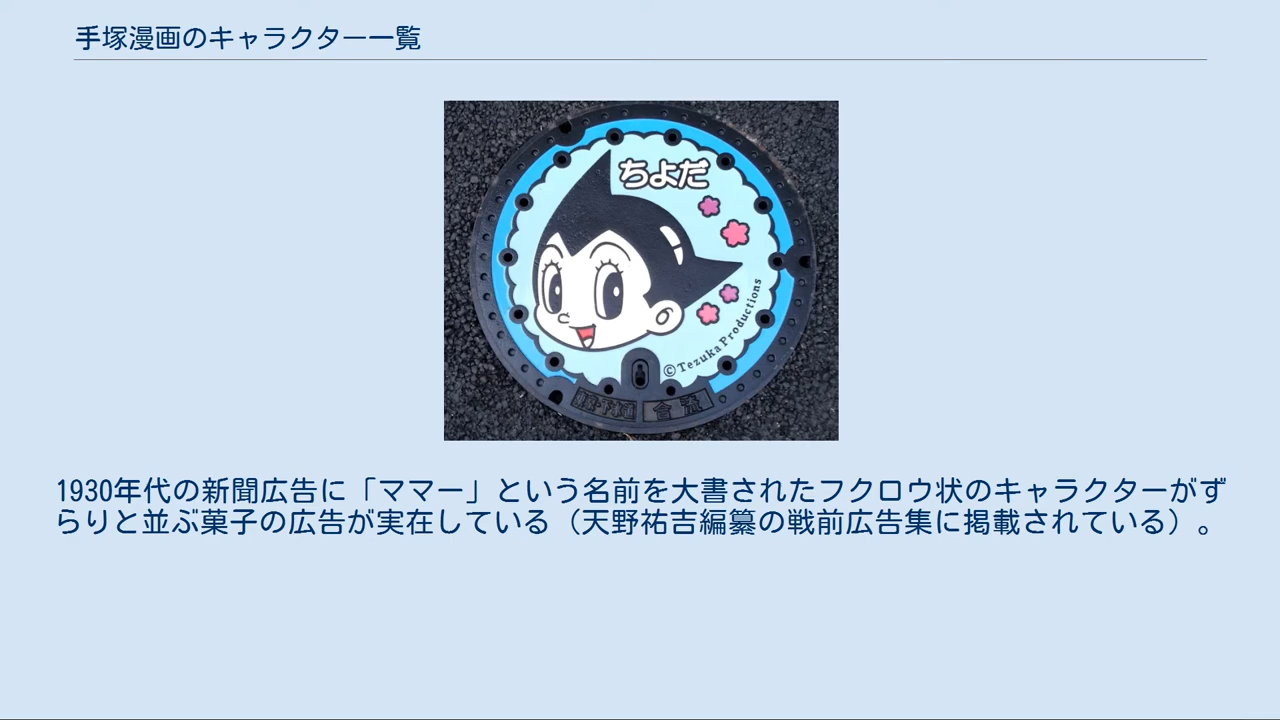 手塚漫画のキャラクター一覧
ちよだ
©Tezuka Productions
合流
1930年代の新聞広告に「ママー」という名前を大書されたフクロウ状のキャラクターがず
らりと並ぶ菓子の広告が実在している（天野祐吉編纂の戦前広告集に掲載されている）。